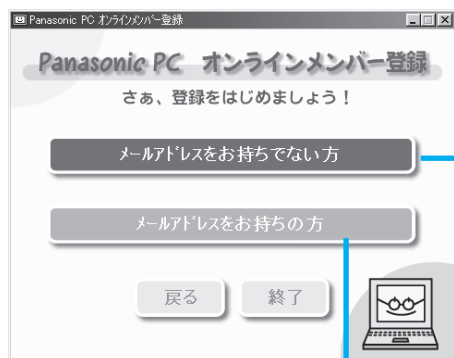 Panasonic PC オンラインメンバー登録
Panasonic PC オンラインメンバー登録
さぁ、登録をはじめましょう！
メールアドレスをお持ちでない方
メールアドレスをお持ちの方
戻る 終了